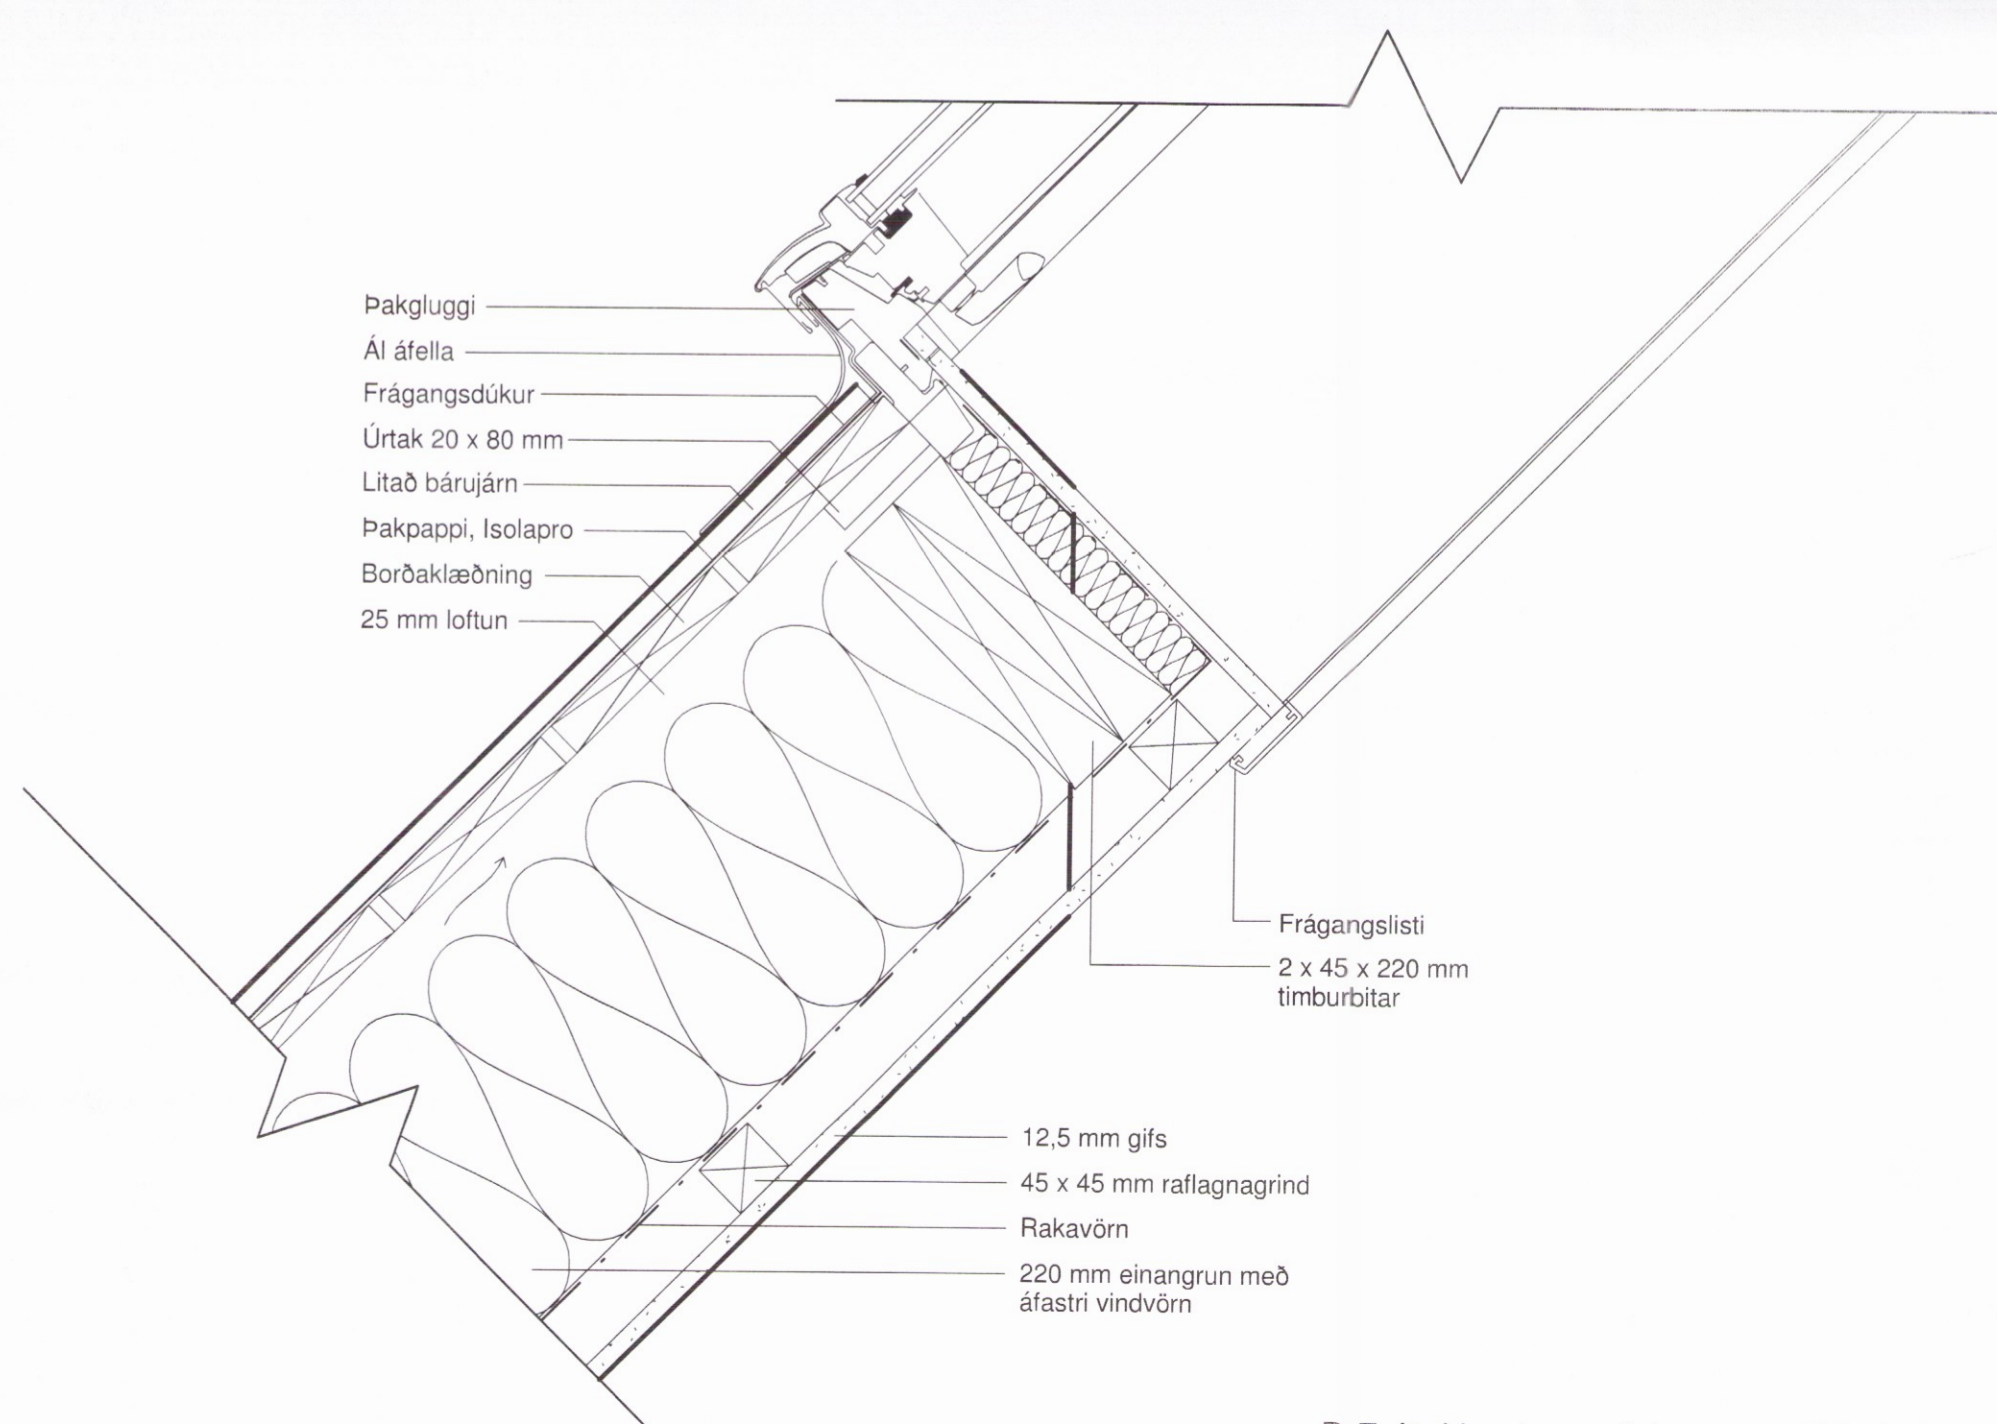 Þakgluggi
Ál áfella
Frágangsdúkur
Úrtak 20 x 80 mm
Litað bárujárn
Þakpappi, Isolapro
Borðaklæðning
25 mm loftun
Frágangslisti
2 x 45 x 220 mm
timburbitar
12,5 mm gifs
45 x 45 mm raflagnagrind
Rakavörn
220 mm einangrun með
áfastri vindvörn